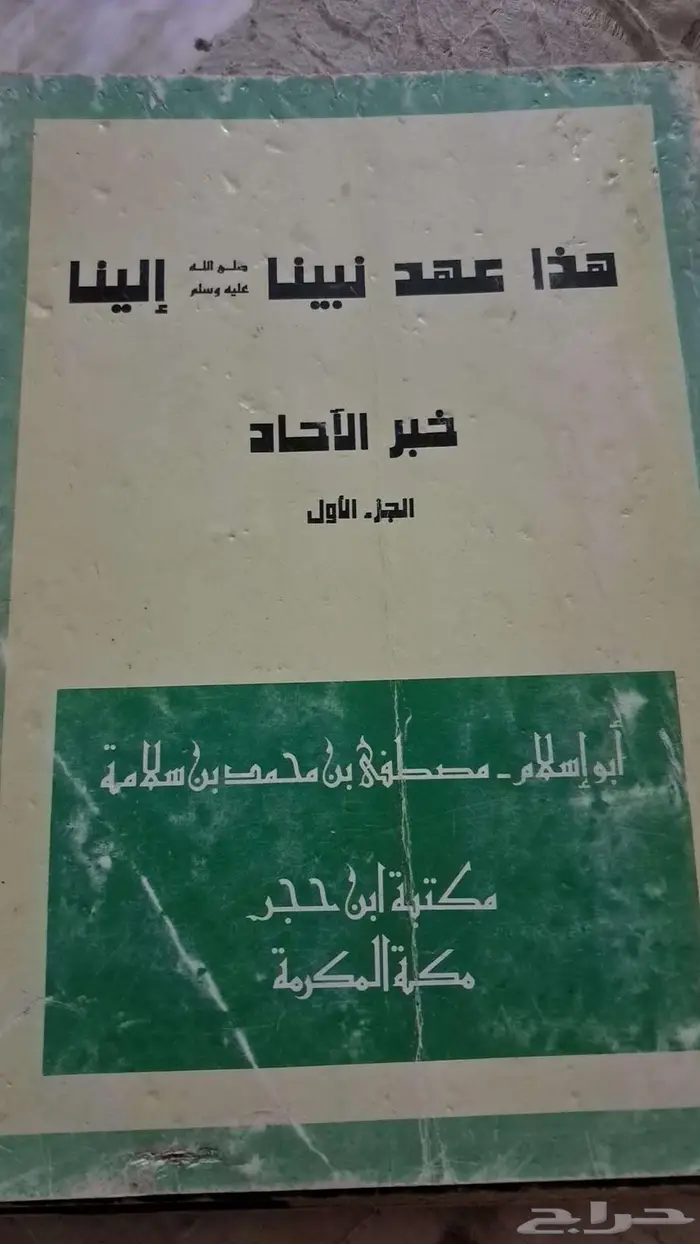 هذا عهد نبينا صلى الله عليه وسلم إلينا
خبر الآحاد
الجزء الأول
أبو إسلام - مصطفى بن محمد بن سلامة
مكتبة ابن حجر
مكة المكرمة
حراج